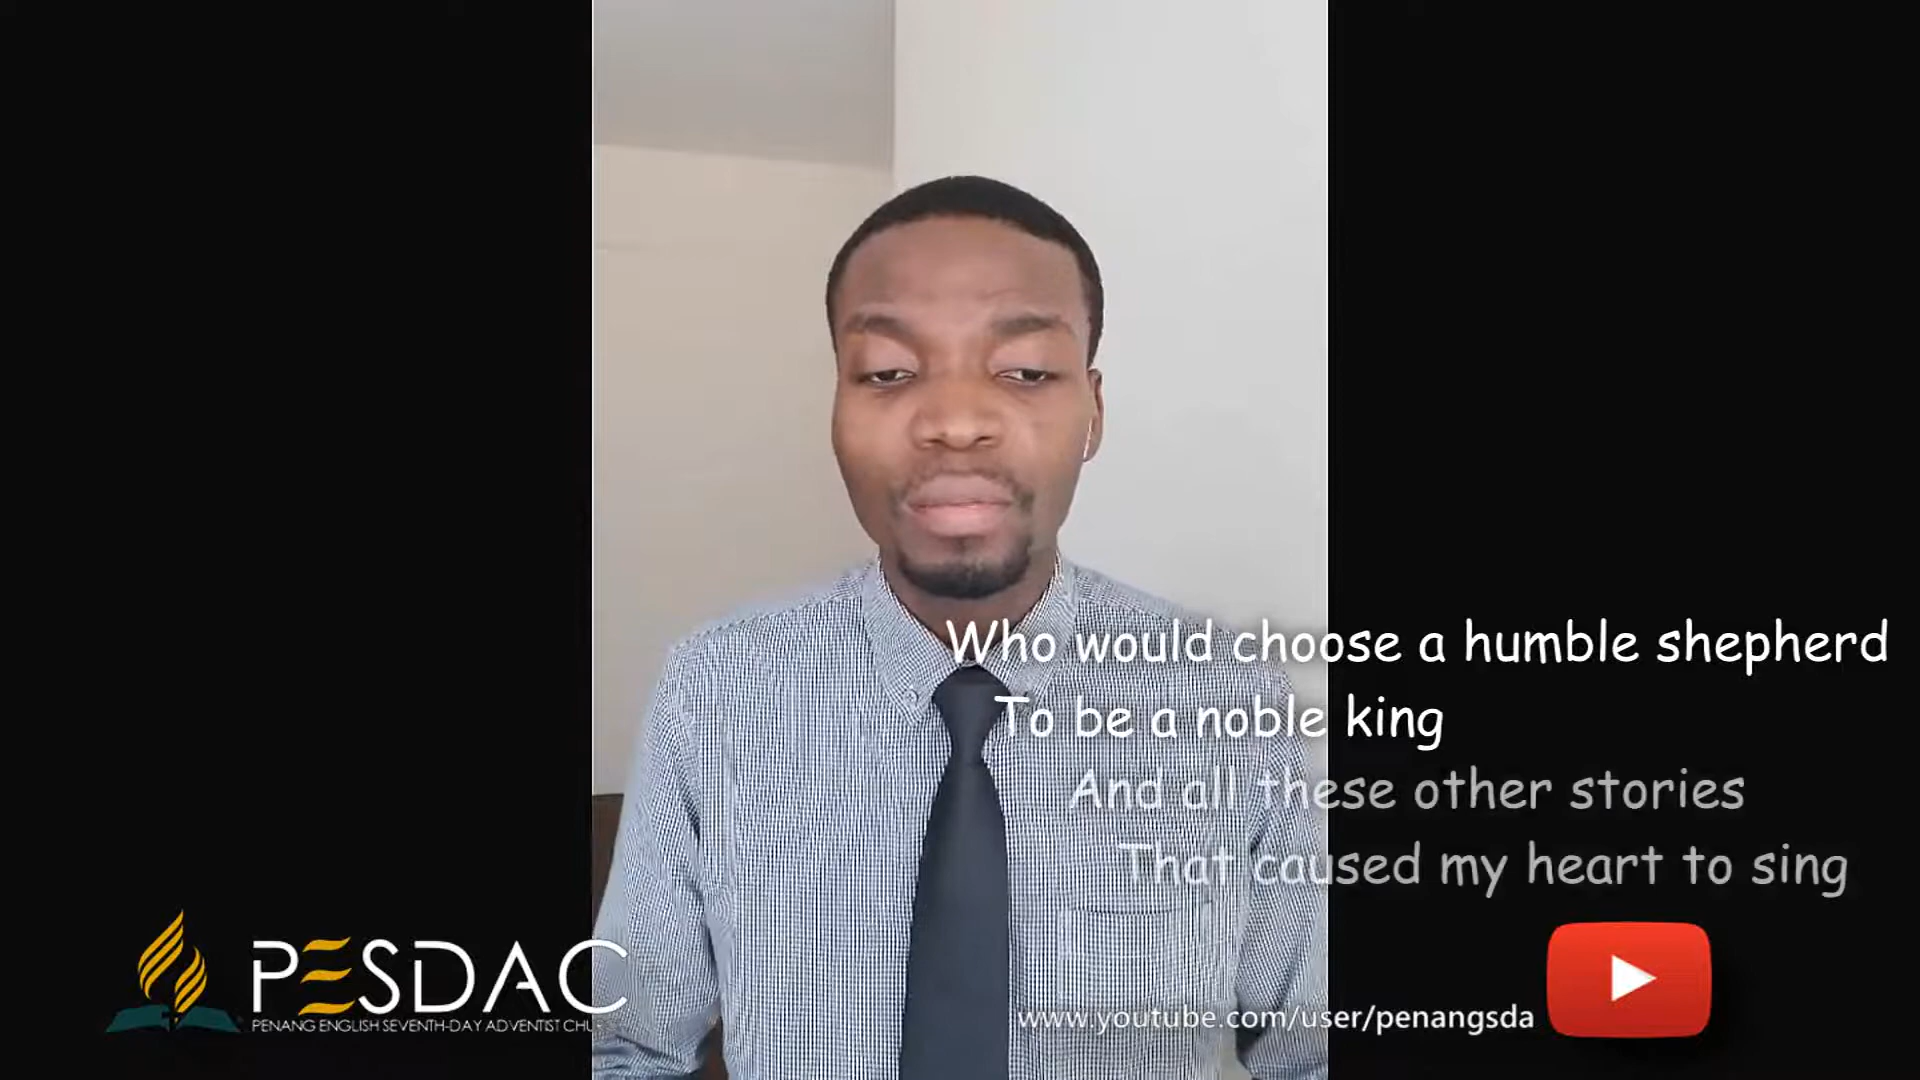 Who would choose a humble shepherd
To be a noble king
And all these other stories
That caused my heart to sing
PESDAC
PENANG ENGLISH SEVENTH-DAY ADVENTIST
www.youtube.com/user/penangsda